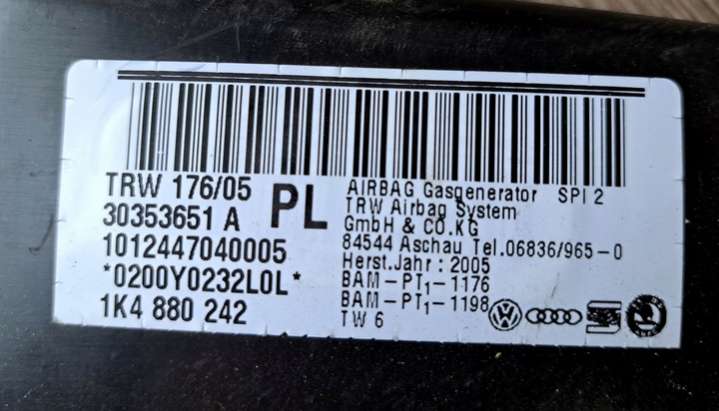 TRW 176/05
30353651 A
PL
1012447040005
*0200Y0232L0L*
1K4 880 242
AIRBAG Gasgenerator SPI 2
TRW Airbag System
GmbH & CO.KG
84544 Aschau Tel.06836/965-0
Herst.Jahr: 2005
BAM-PT1-1176
BAM-PT1-1198
TW 6